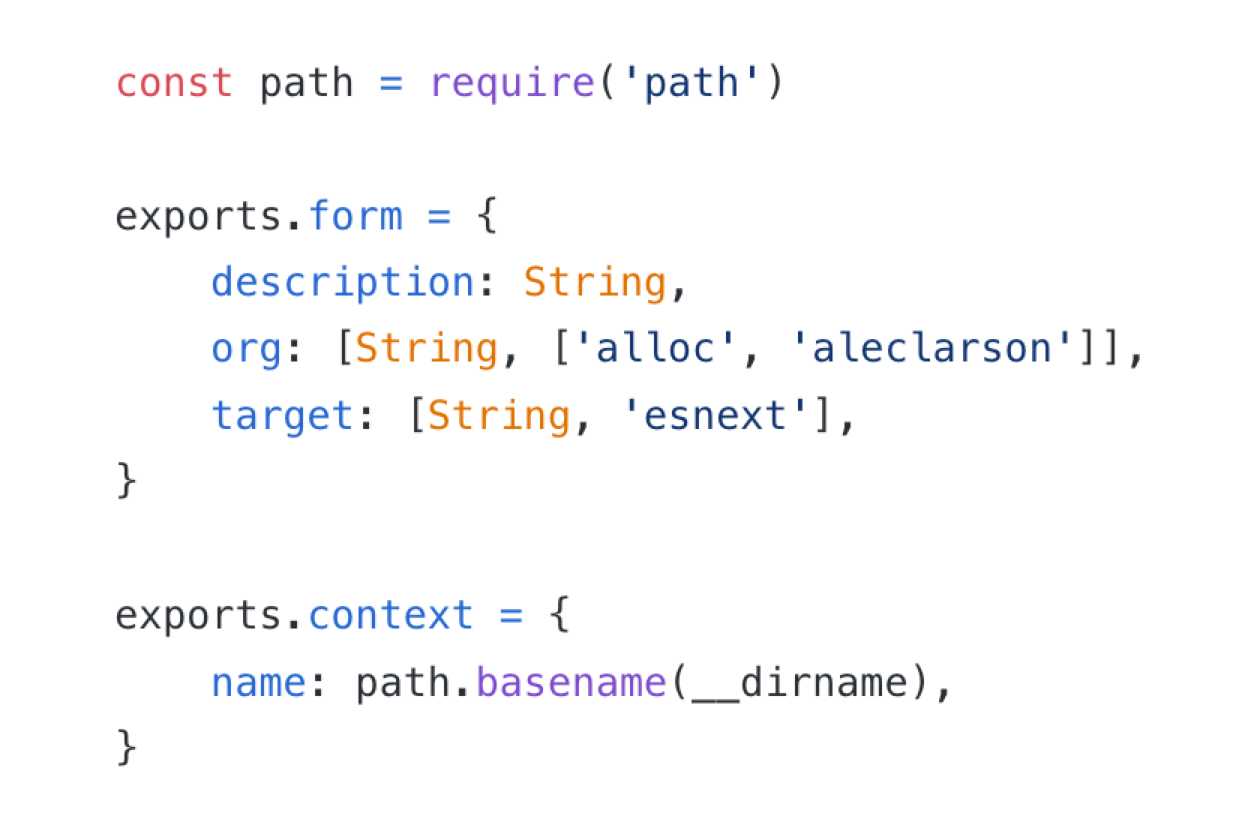 const path = require('path')
exports.form = {
    description: String,
    org: [String, ['alloc', 'aleclarson']],
    target: [String, 'esnext'],
}
exports.context = {
    name: path.basename(__dirname),
}